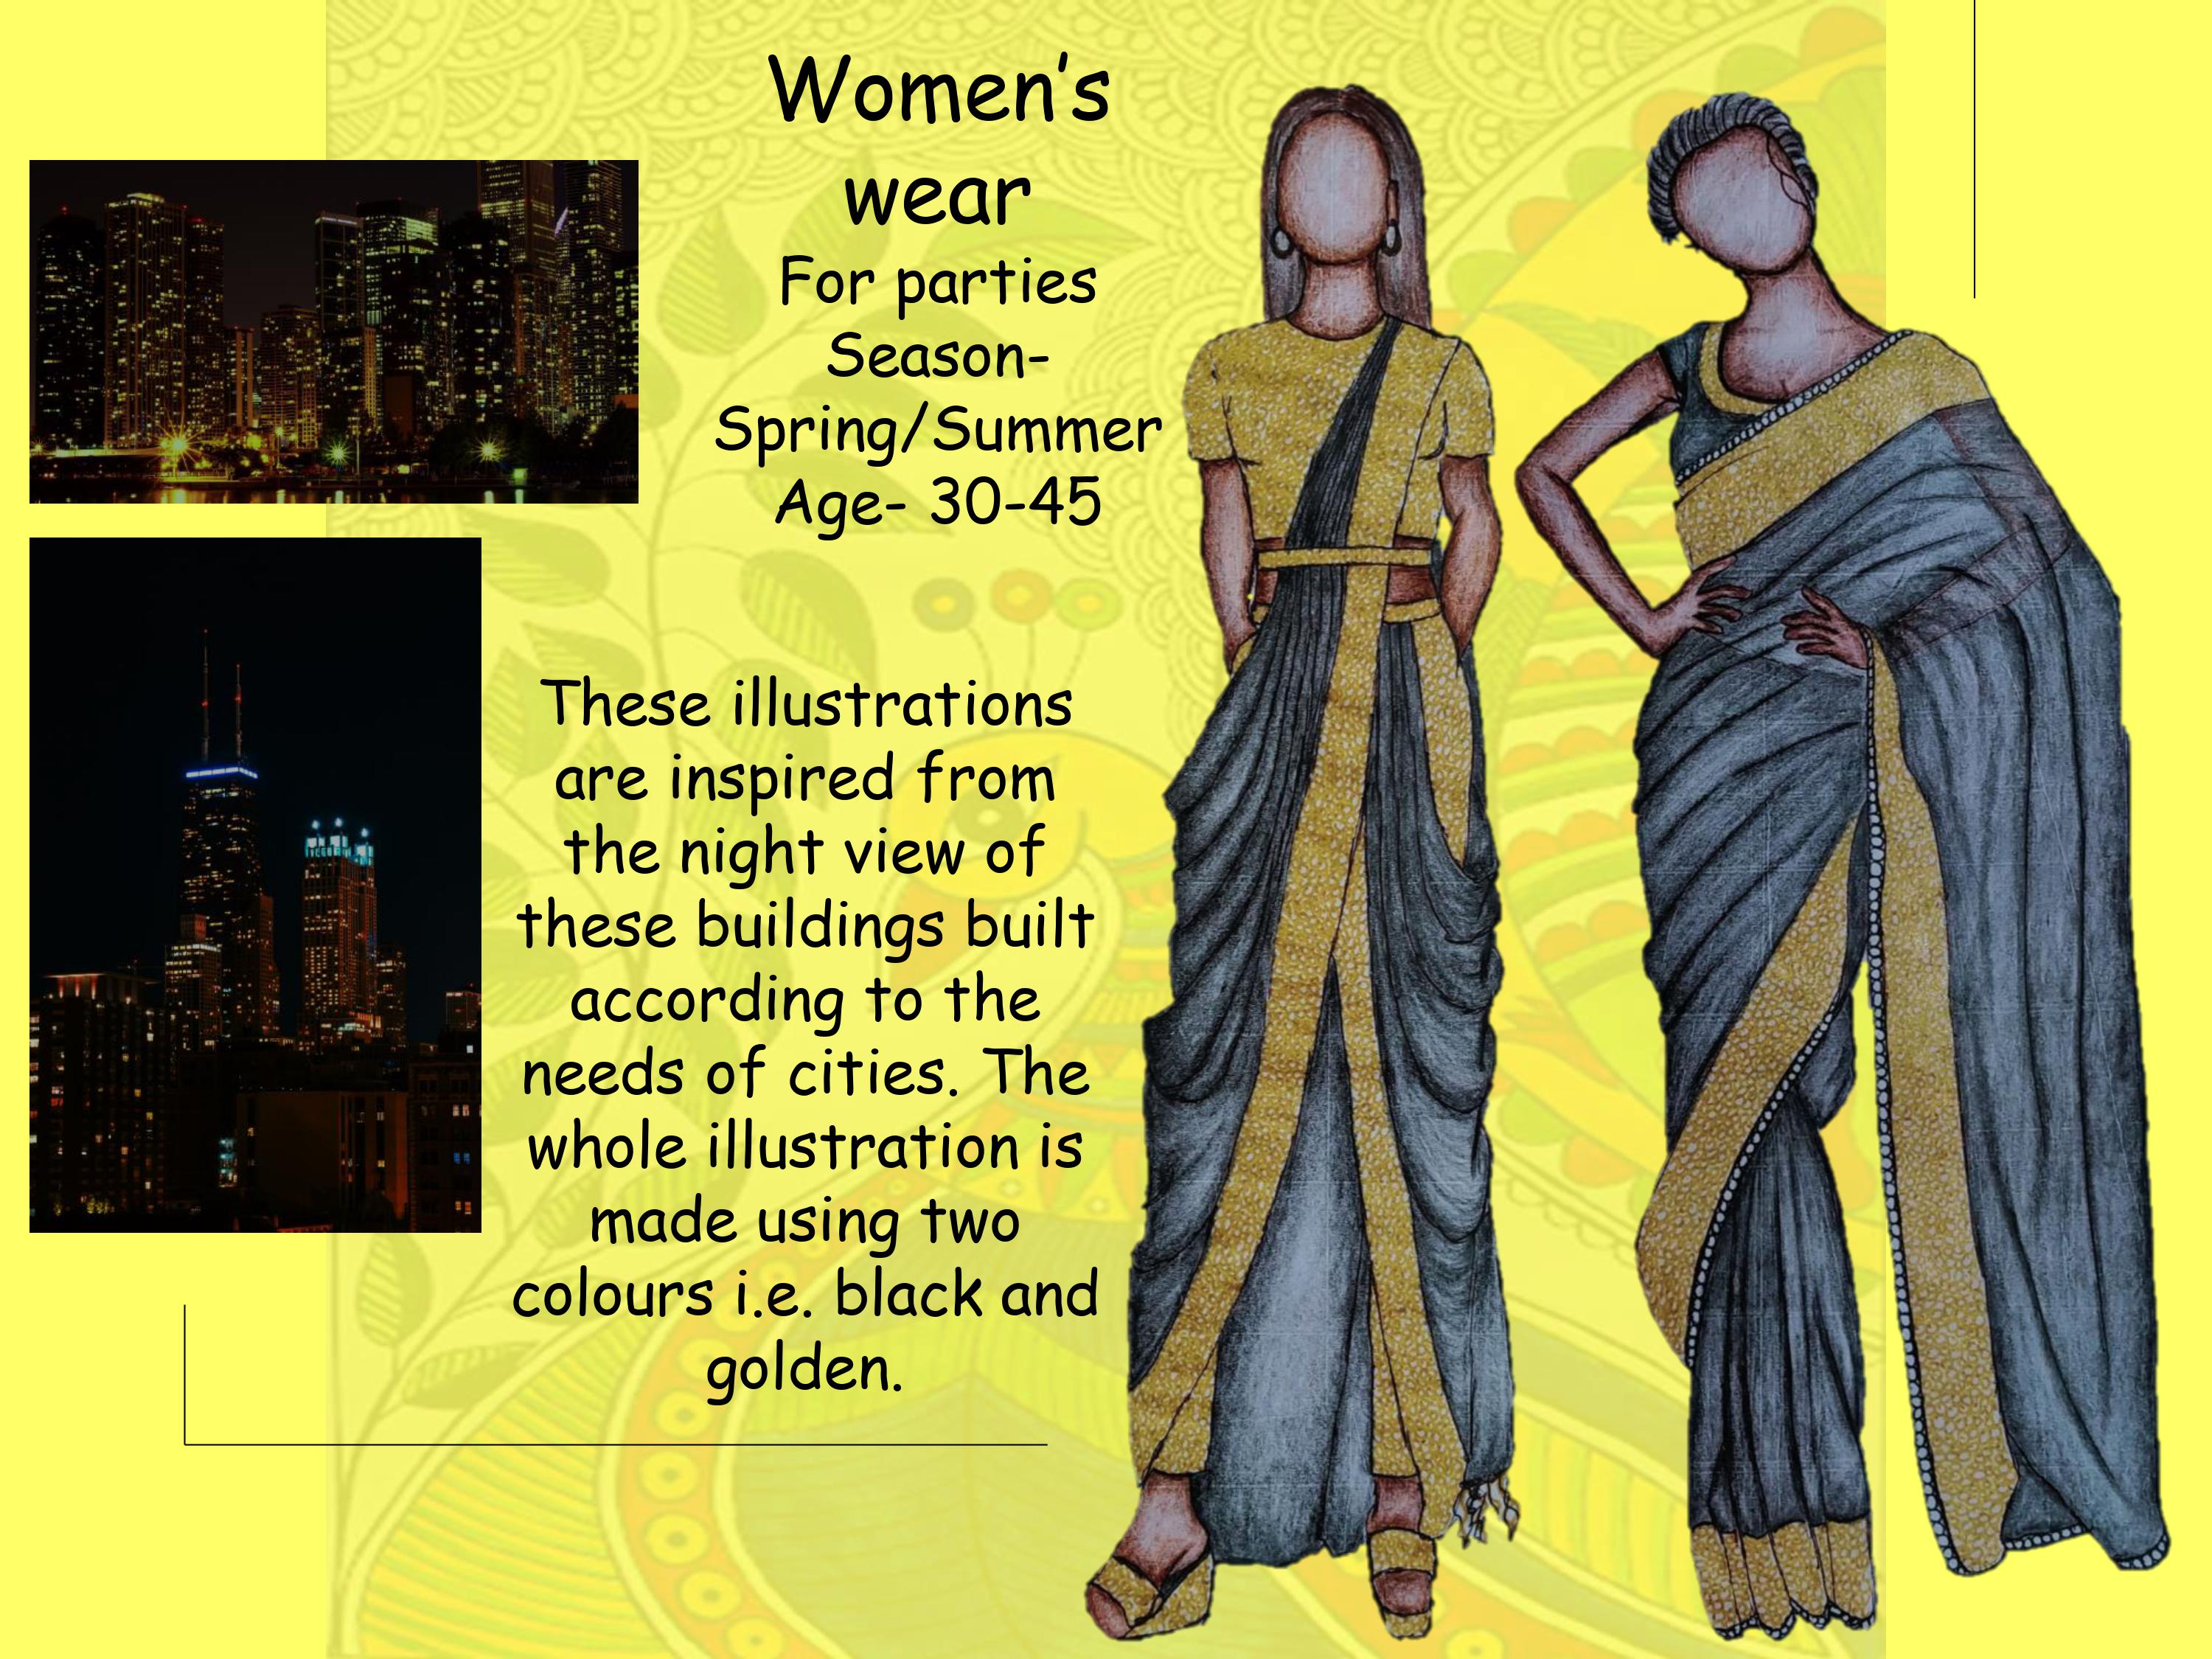 Women’s
wear
For parties
Season-
Spring/Summer
Age- 30-45
These illustrations
are inspired from
the night view of
these buildings built
according to the
needs of cities. The
whole illustration is
made using two
colours i.e. black and
golden.